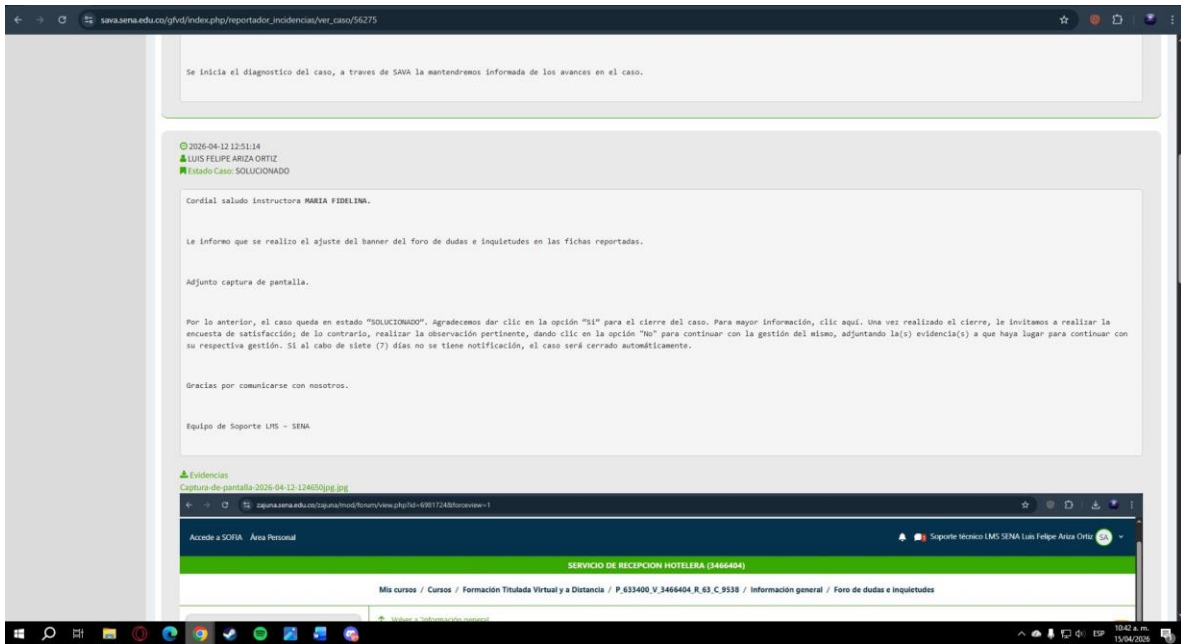 sava.sena.edu.co/gfvd/index.php/reportador_incidencias/ver_caso/56275
Se inicia el diagnostico del caso, a traves de SAVA la mantendremos informada de los avances en el caso.
2026-04-12 12:51:14
LUIS FELIPE ARIZA ORTIZ
Estado Caso: SOLUCIONADO
Cordial saludo instructora MARIA FIDELINA.
Le informo que se realizo el ajuste del banner del foro de dudas e inquietudes en las fichas reportadas.
Adjunto captura de pantalla.
Por lo anterior, el caso queda en estado "SOLUCIONADO". Agradecemos dar clic en la opción "Si" para el cierre del caso. Para mayor información, clic aquí. Una vez realizado el cierre, le invitamos a realizar la
encuesta de satisfacción; de lo contrario, realizar la observación pertinente, dando clic en la opción "No" para continuar con la gestión del mismo, adjuntando la(s) evidencia(s) a que haya lugar para continuar con
su respectiva gestión. Si al cabo de siete (7) días no se tiene notificación, el caso será cerrado automáticamente.
Gracias por comunicarse con nosotros.
Equipo de Soporte LMS - SENA
Evidencias
Captura-de-pantalla-2026-04-12-124650jpg.jpg
zajuna.sena.edu.co/zajuna/mod/forum/view.php?id=6981724&forceview=1
Accede a SOFIA Área Personal
Soporte técnico LMS SENA Luis Felipe Ariza Ortiz SA
SERVICIO DE RECEPCION HOTELERA (3466404)
Mis cursos / Cursos / Formación Titulada Virtual y a Distancia / P_633400_V_3466404_R_63_C_9538 / Información general / Foro de dudas e inquietudes
Volver a 'Información general
ESP
10:42 a. m.
15/04/2026